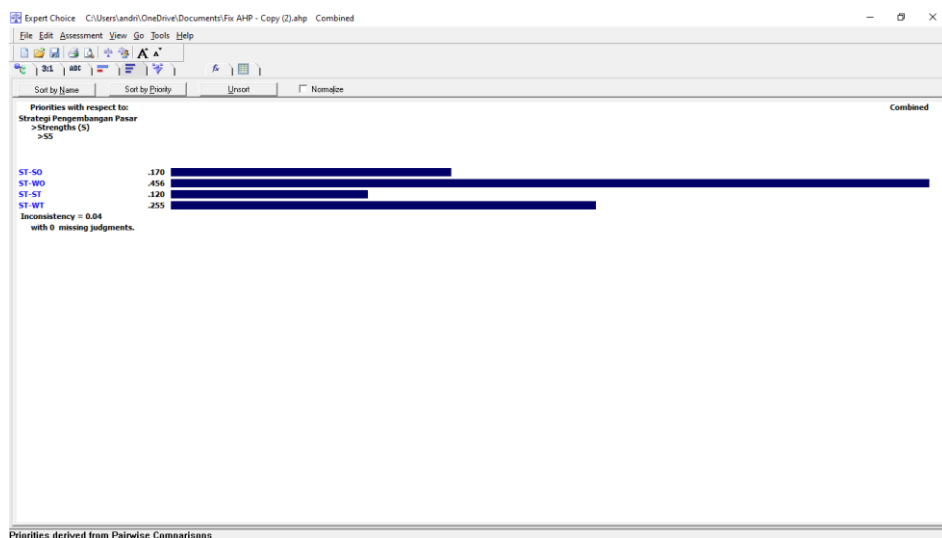 Expert Choice C:\Users\andri\OneDrive\Documents\Fix AHP - Copy (2).ahp Combined
File Edit Assessment View Go Tools Help
A A
3:1 ABC fx
Sort by Name Sort by Priority Unsort Normalize
Priorities with respect to: Combined
Strategi Pengembangan Pasar
>Strengths (S)
>S5
ST-SO .170
ST-WO .456
ST-ST .120
ST-WT .255
Inconsistency = 0.04
with 0 missing judgments.
Priorities derived from Pairwise Comparisons